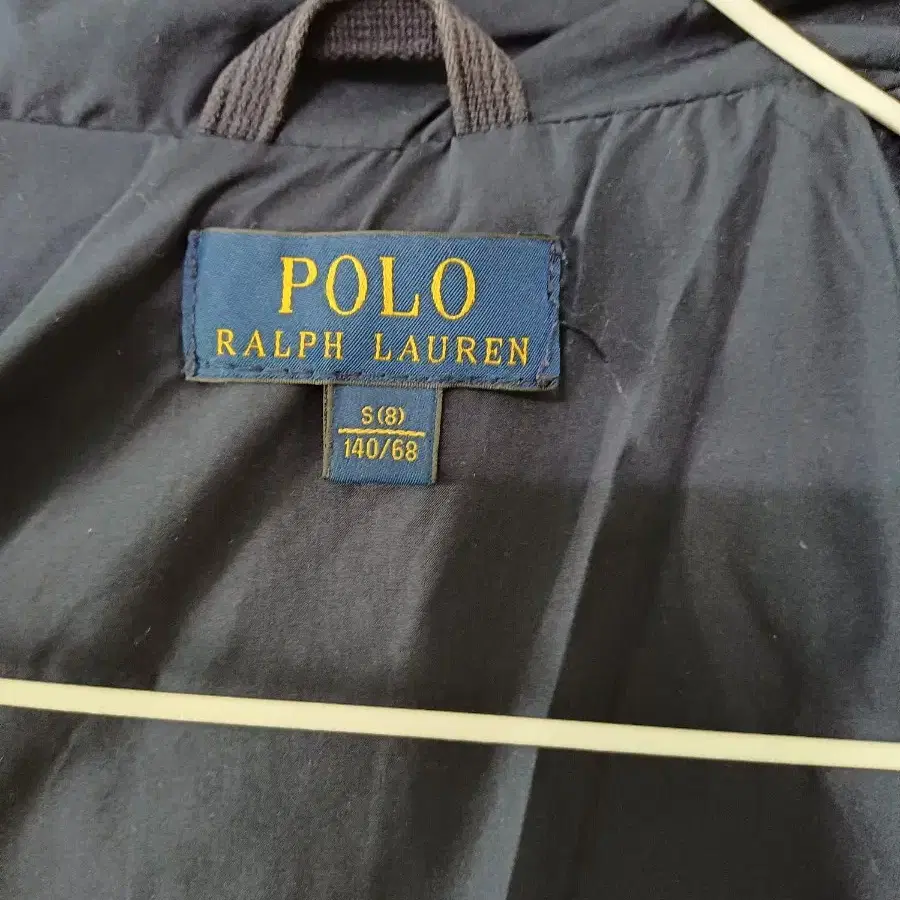 POLO
RALPH LAUREN
S(8)
140/68